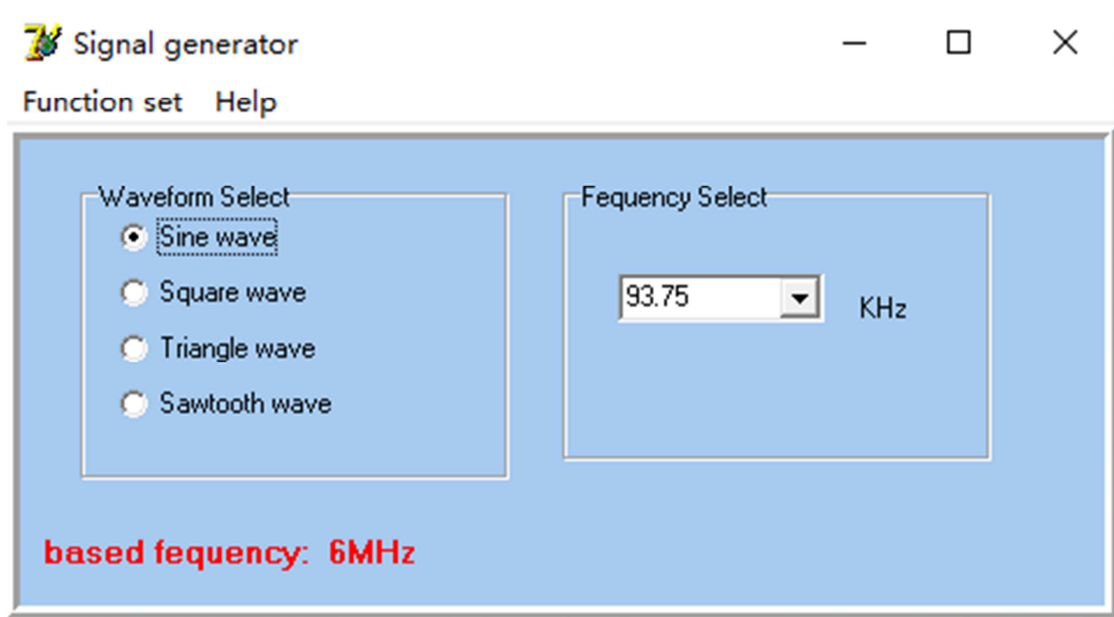 Signal generator
Function set Help
Waveform Select
Sine wave
Square wave
Triangle wave
Sawtooth wave
Fequency Select
93.75 KHz
based fequency: 6MHz